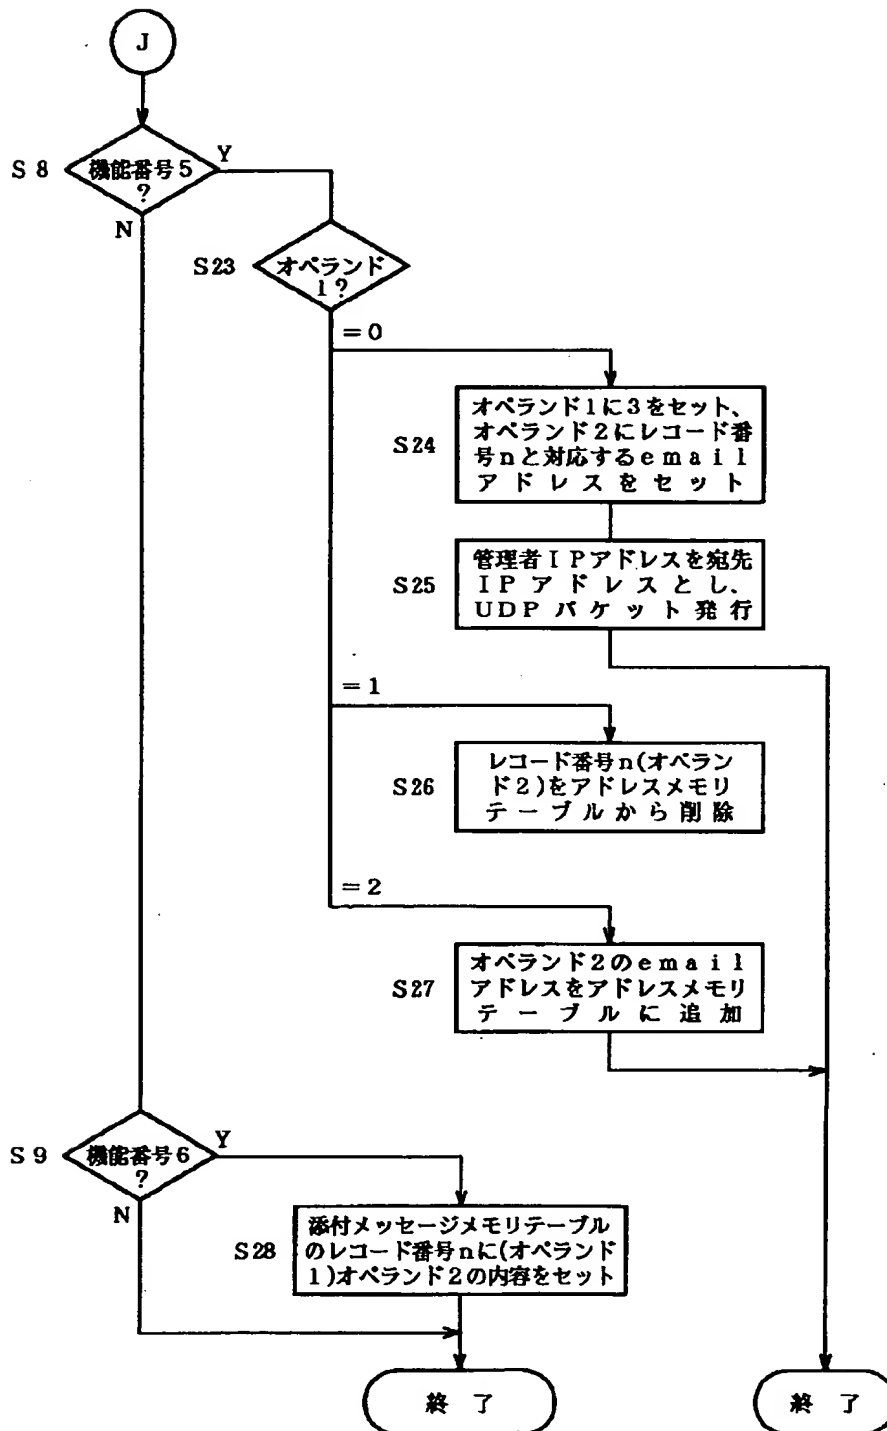 J
S8
機能番号5
?
Y
N
S23
オペランド
1?
=0
S24
オペランド1に3をセット、
オペランド2にレコード番
号nと対応するemail
アドレスをセット
S25
管理者IPアドレスを宛先
IPアドレスとし、
UDPパケット発行
=1
S26
レコード番号n(オペラン
ド2)をアドレスメモリ
テーブルから削除
=2
S27
オペランド2のemail
アドレスをアドレスメモリ
テーブルに追加
S9
機能番号6
?
Y
N
S28
添付メッセージメモリテーブル
のレコード番号nに(オペランド
1)オペランド2の内容をセット
終了
終了